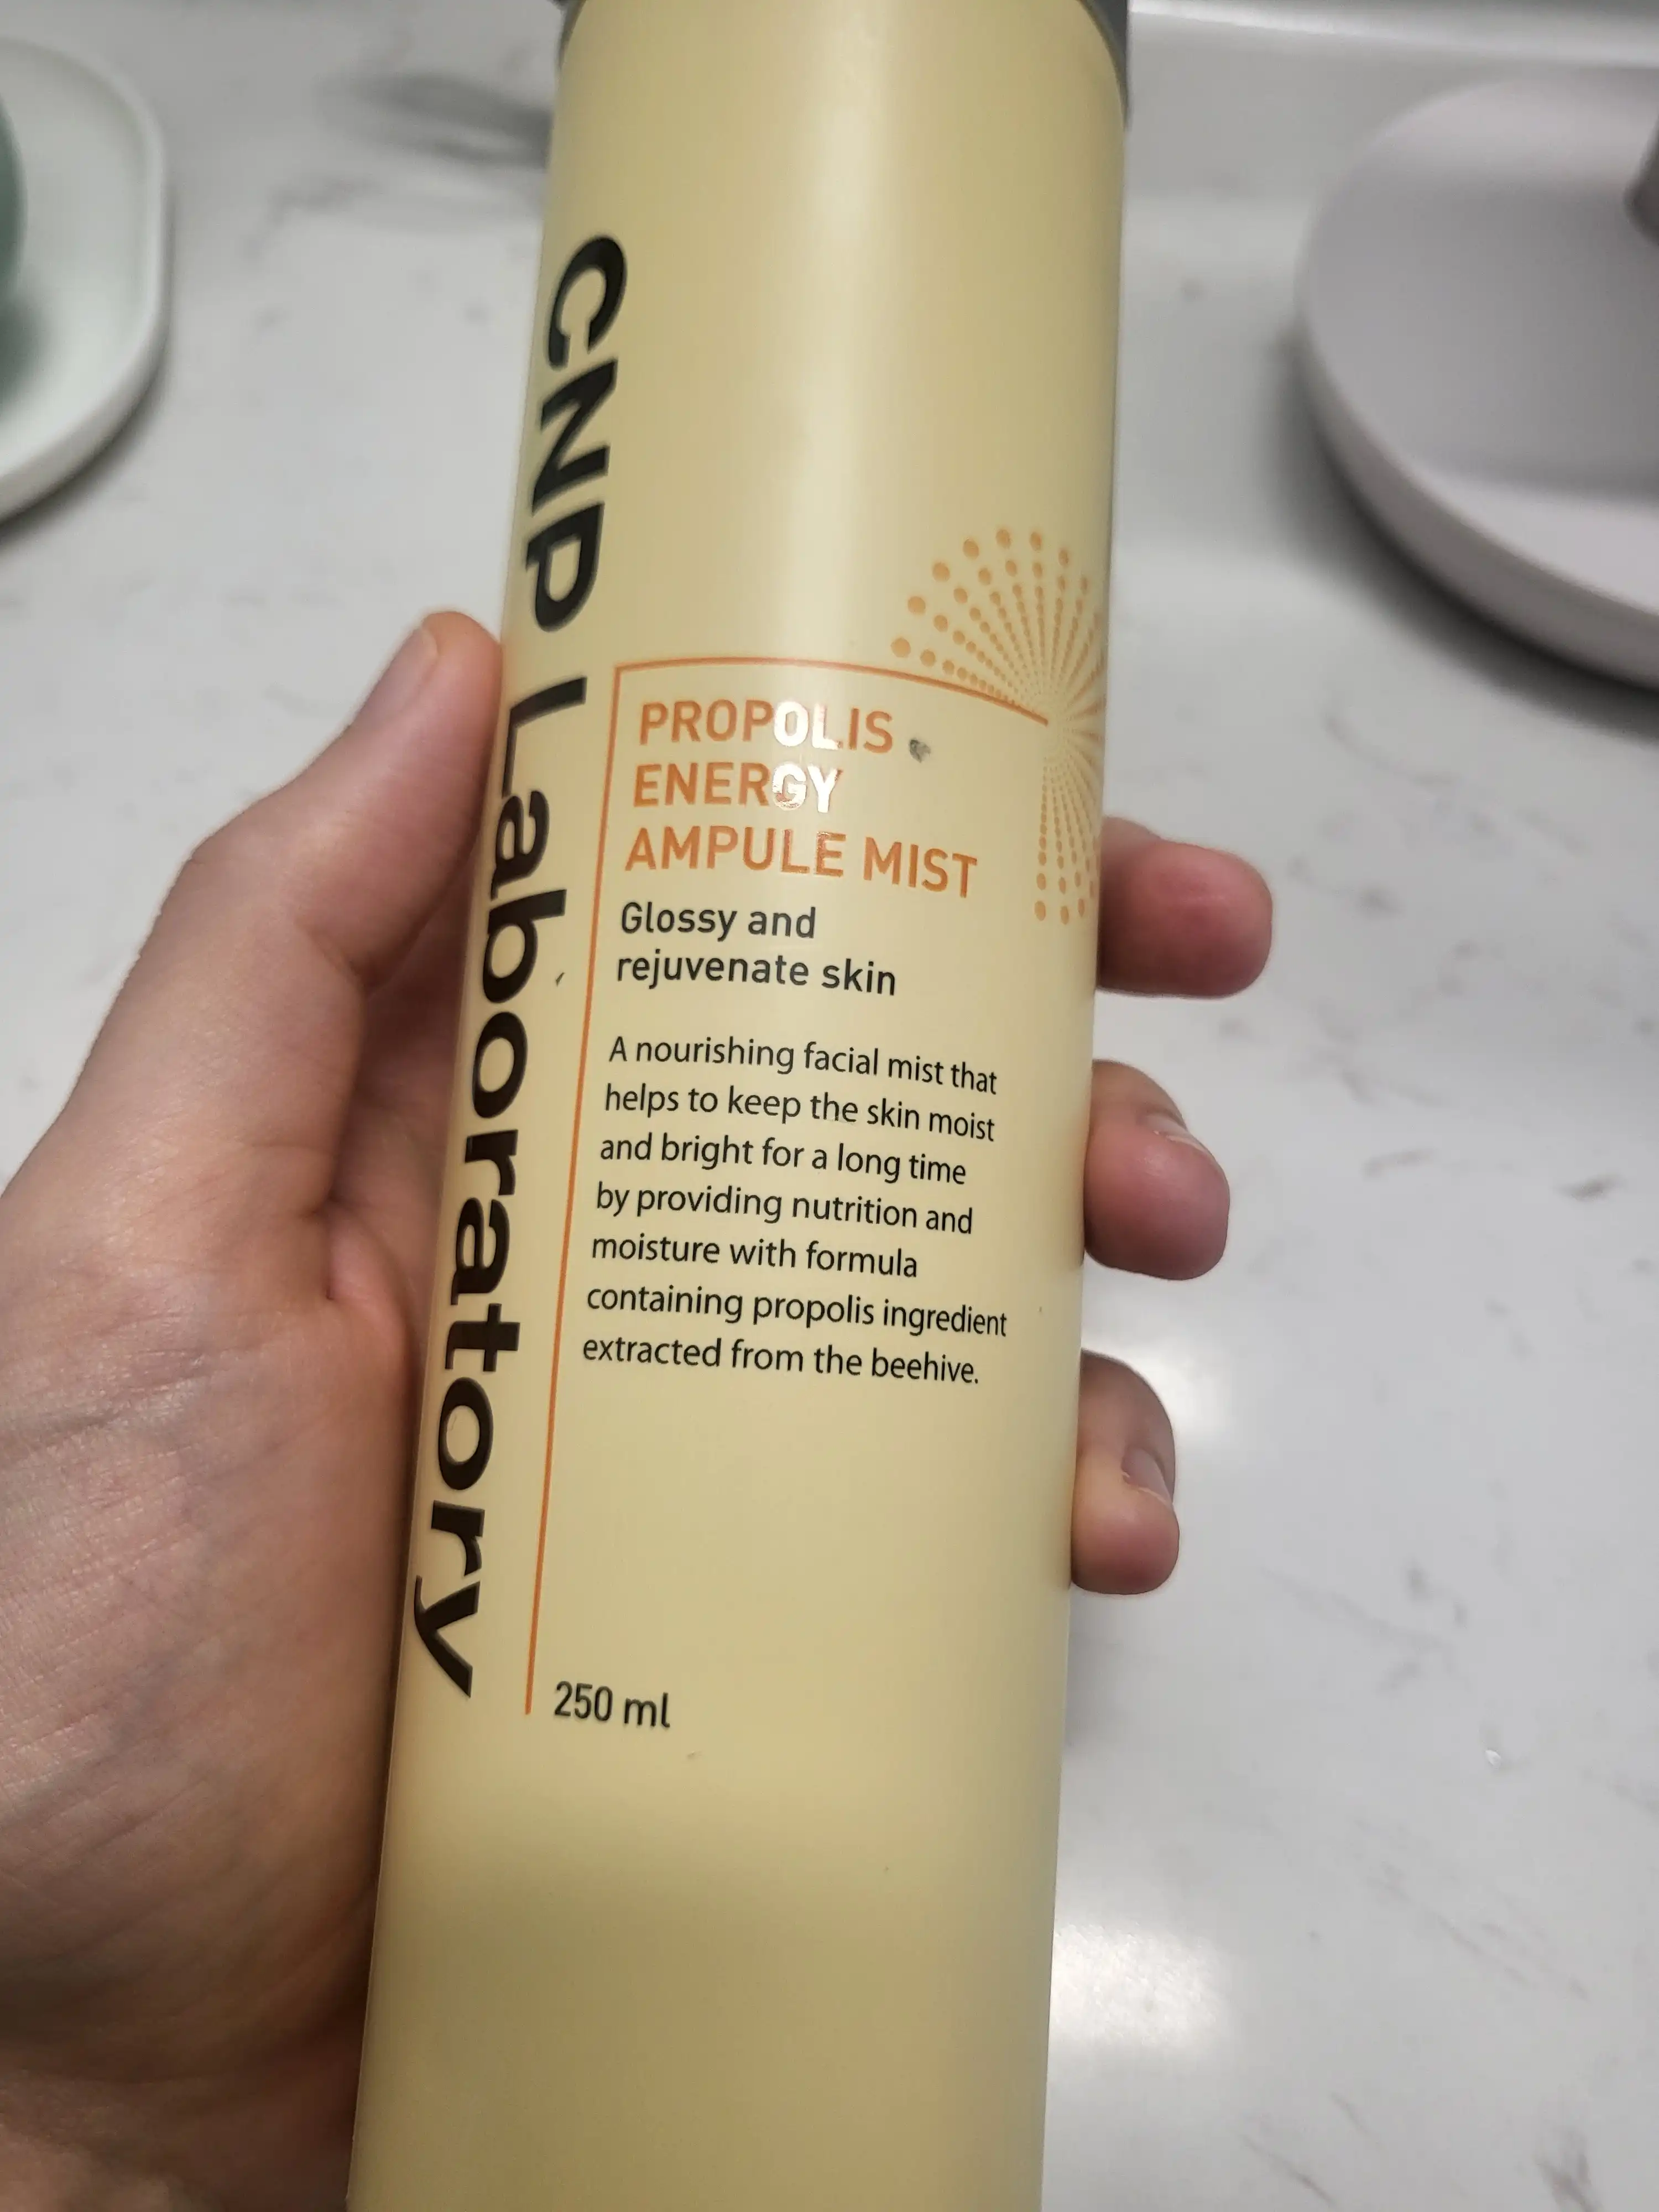 CNP Laboratory
PROPOLIS
ENERGY
AMPULE MIST
Glossy and
rejuvenate skin
A nourishing facial mist that
helps to keep the skin moist
and bright for a long time
by providing nutrition and
moisture with formula
containing propolis ingredient
extracted from the beehive.
250 ml